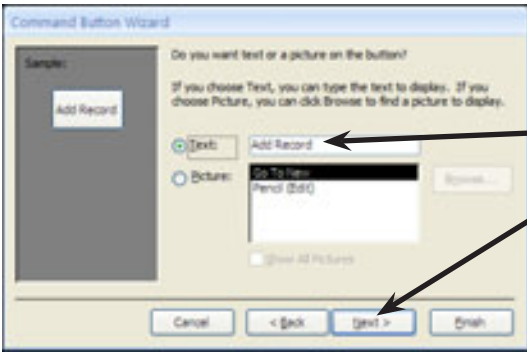 Command Button Wizard
Sample:
Add Record
Do you want text or a picture on the button?
If you choose Text, you can type the text to display. If you
choose Picture, you can click Browse to find a picture to display.
Text:
Add Record
Picture:
Go To New
Pencil (Edit)
Browse...
Show All Pictures
Cancel
< Back
Next >
Finish